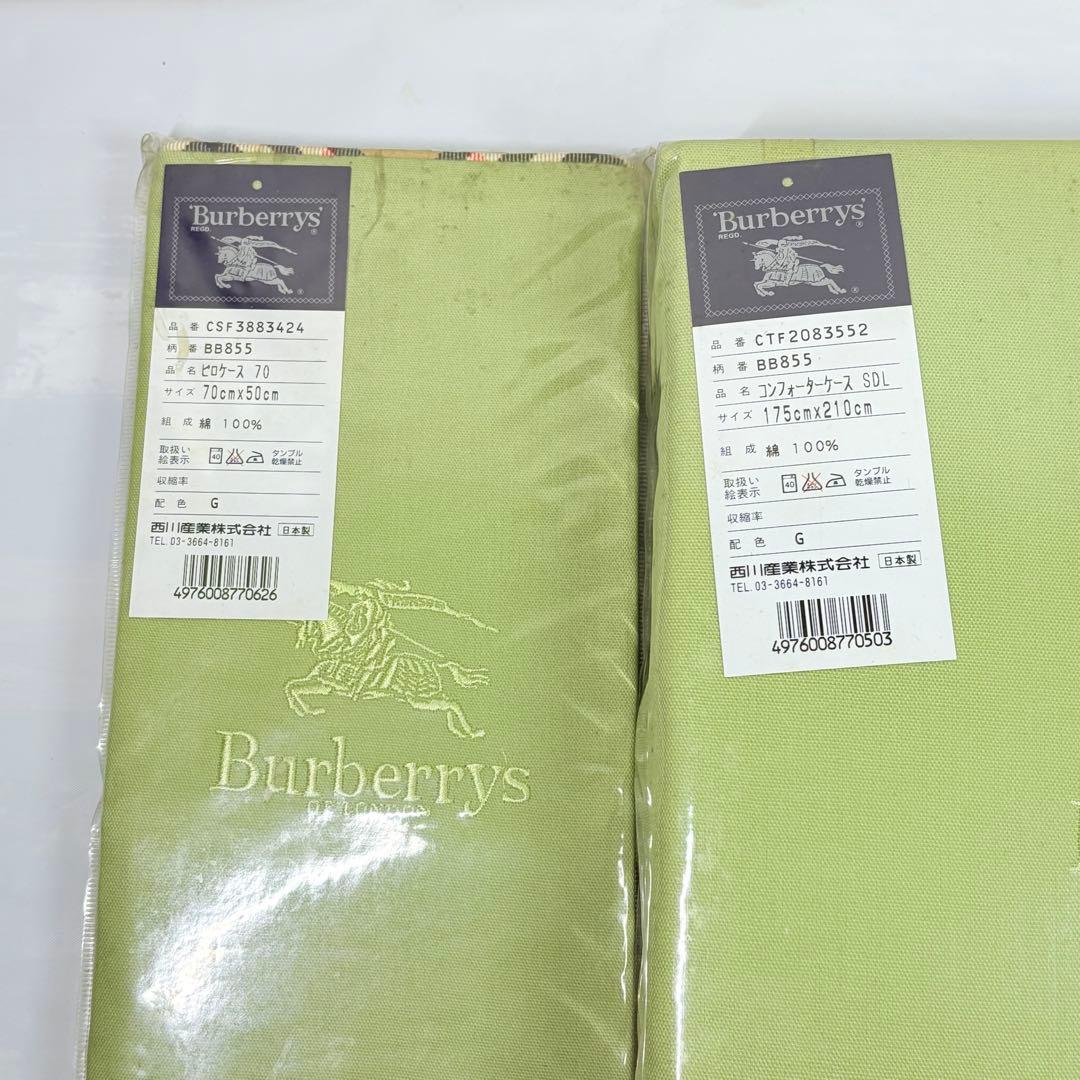 Burberrys
REGD.
®
®
品番 CSF3883424
柄番 BB855
品名 ピロケース 70
サイズ 70cm×50cm
組成 綿 100%
取扱い
絵表示
40
タンブル
乾燥禁止
収縮率
配色 G
西川産業株式会社 日本製
TEL. 03-3664-8161
4976008770626
Burberrys
OF LONDON
Burberrys
REGD.
®
®
品番 CTF2083552
柄番 BB855
品名 コンフォーターケース SDL
サイズ 175cm×210cm
組成 綿 100%
取扱い
絵表示
40
タンブル
乾燥禁止
収縮率
配色 G
西川産業株式会社 日本製
TEL. 03-3664-8161
4976008770503